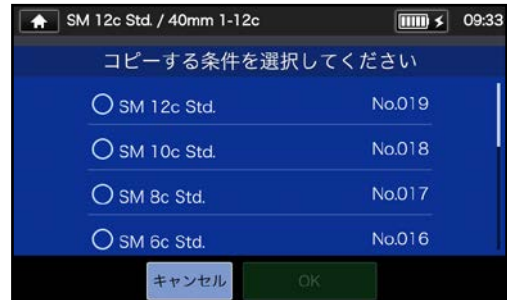 SM 12c Std. / 40mm 1-12c 09:33
コピーする条件を選択してください
SM 12c Std. No.019
SM 10c Std. No.018
SM 8c Std. No.017
SM 6c Std. No.016
キャンセル OK